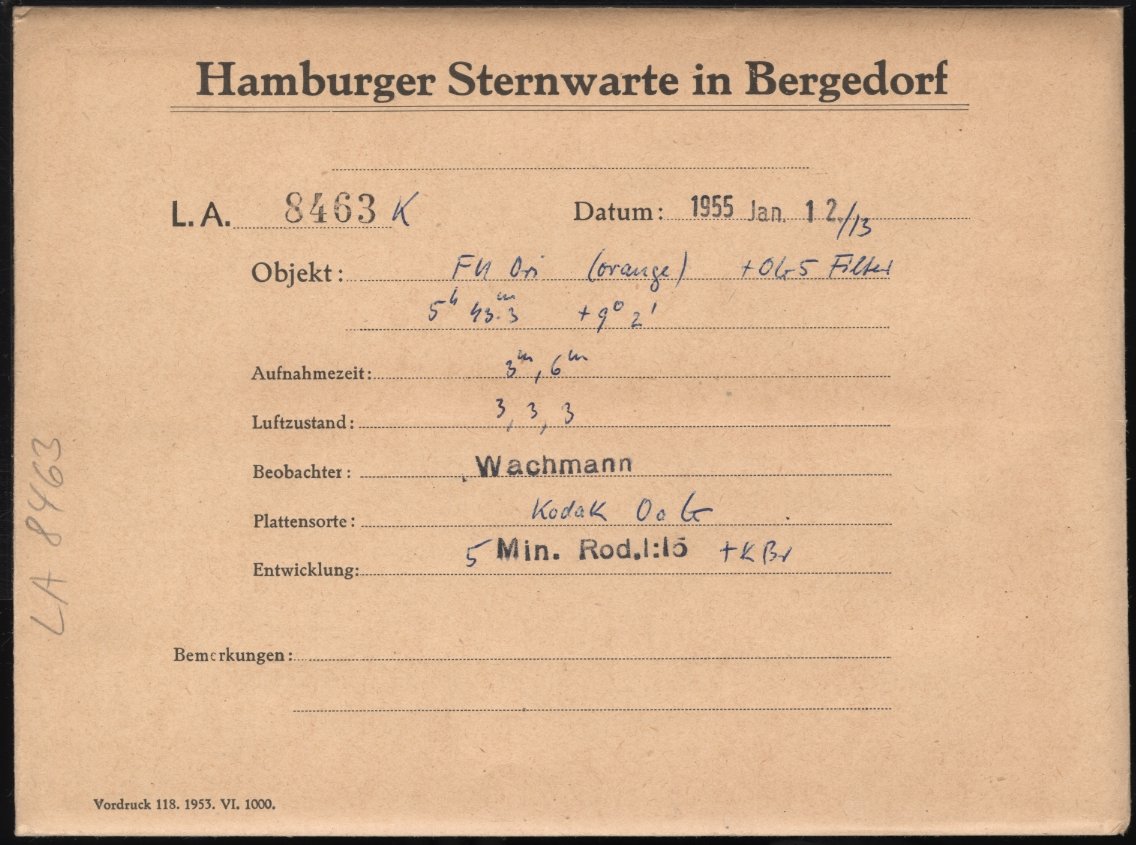 Hamburger Sternwarte in Bergedorf
L. A. 8463 K Datum: 1955 Jan. 12./13
Objekt: FU Ori (orange) + OG5 Filter
5h 43.m3 + 9° 2'
Aufnahmezeit: 3m, 6m
Luftzustand: 3, 3, 3
Beobachter: Wachmann
Plattensorte: Kodak OaG
Entwicklung: 5 Min. Rod. 1:15 + KBr
Bemerkungen:
Vordruck 118. 1953. VI. 1000.
LA 8463